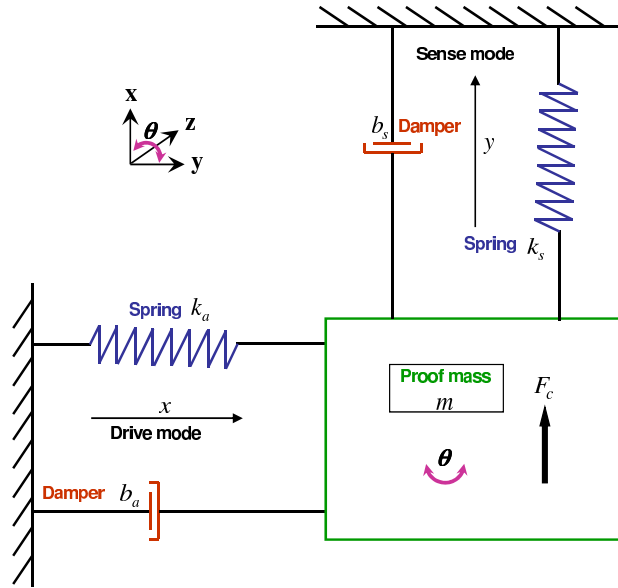 Sense mode
x
θ
z
y
b_s Damper
y
Spring k_s
Spring k_a
Proof mass
m
F_c
x
Drive mode
θ
Damper b_a